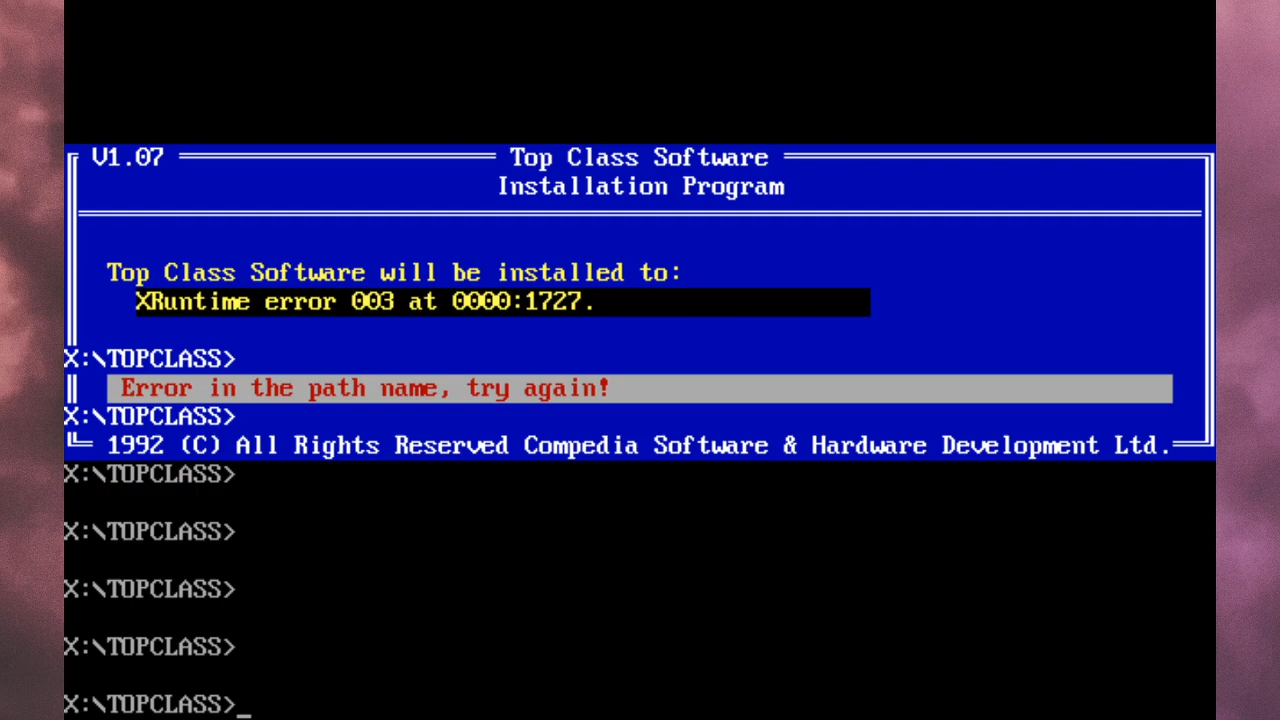 V1.07 Top Class Software
Installation Program
Top Class Software will be installed to:
XRuntime error 003 at 0000:1727.
X:\TOPCLASS>
Error in the path name, try again!
X:\TOPCLASS>
1992 (C) All Rights Reserved Compedia Software & Hardware Development Ltd.
X:\TOPCLASS>
X:\TOPCLASS>
X:\TOPCLASS>
X:\TOPCLASS>
X:\TOPCLASS>_